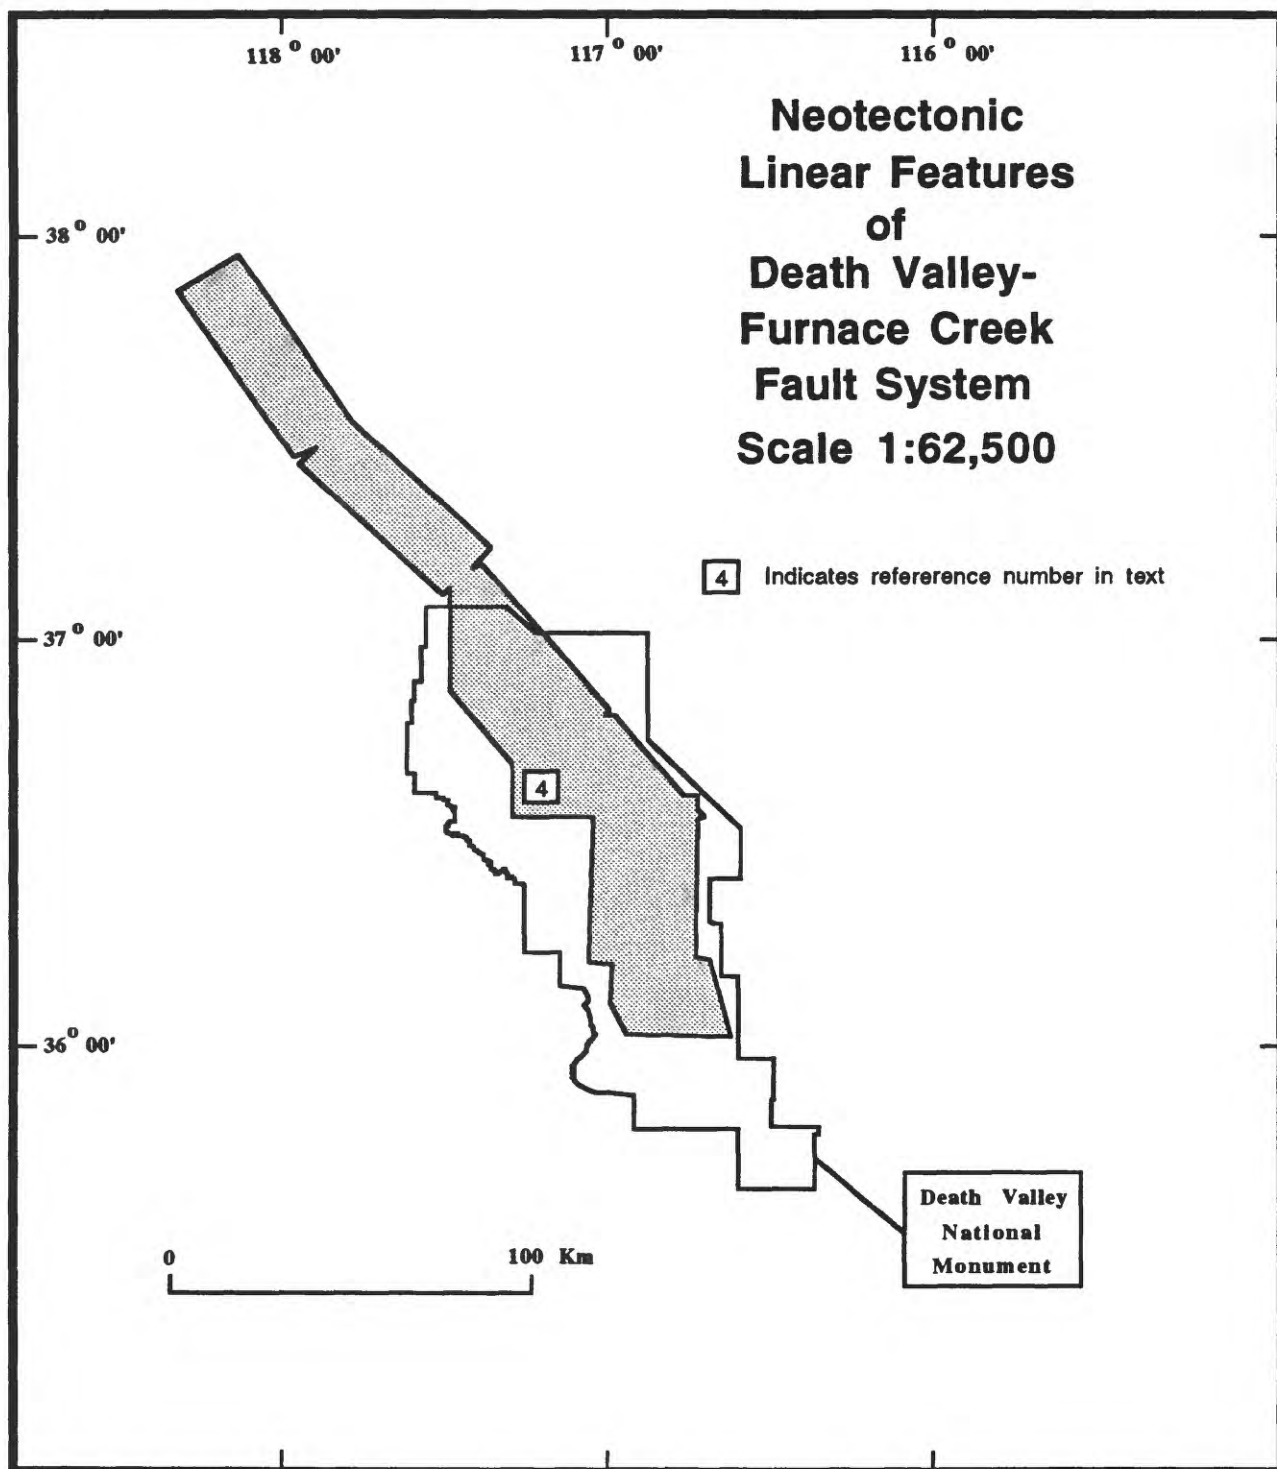 118° 00'
117° 00'
116° 00'
Neotectonic
Linear Features
of
Death Valley-
Furnace Creek
Fault System
Scale 1:62,500
38° 00'
4 Indicates refererence number in text
37° 00'
4
36° 00'
Death Valley
National
Monument
0 100 Km